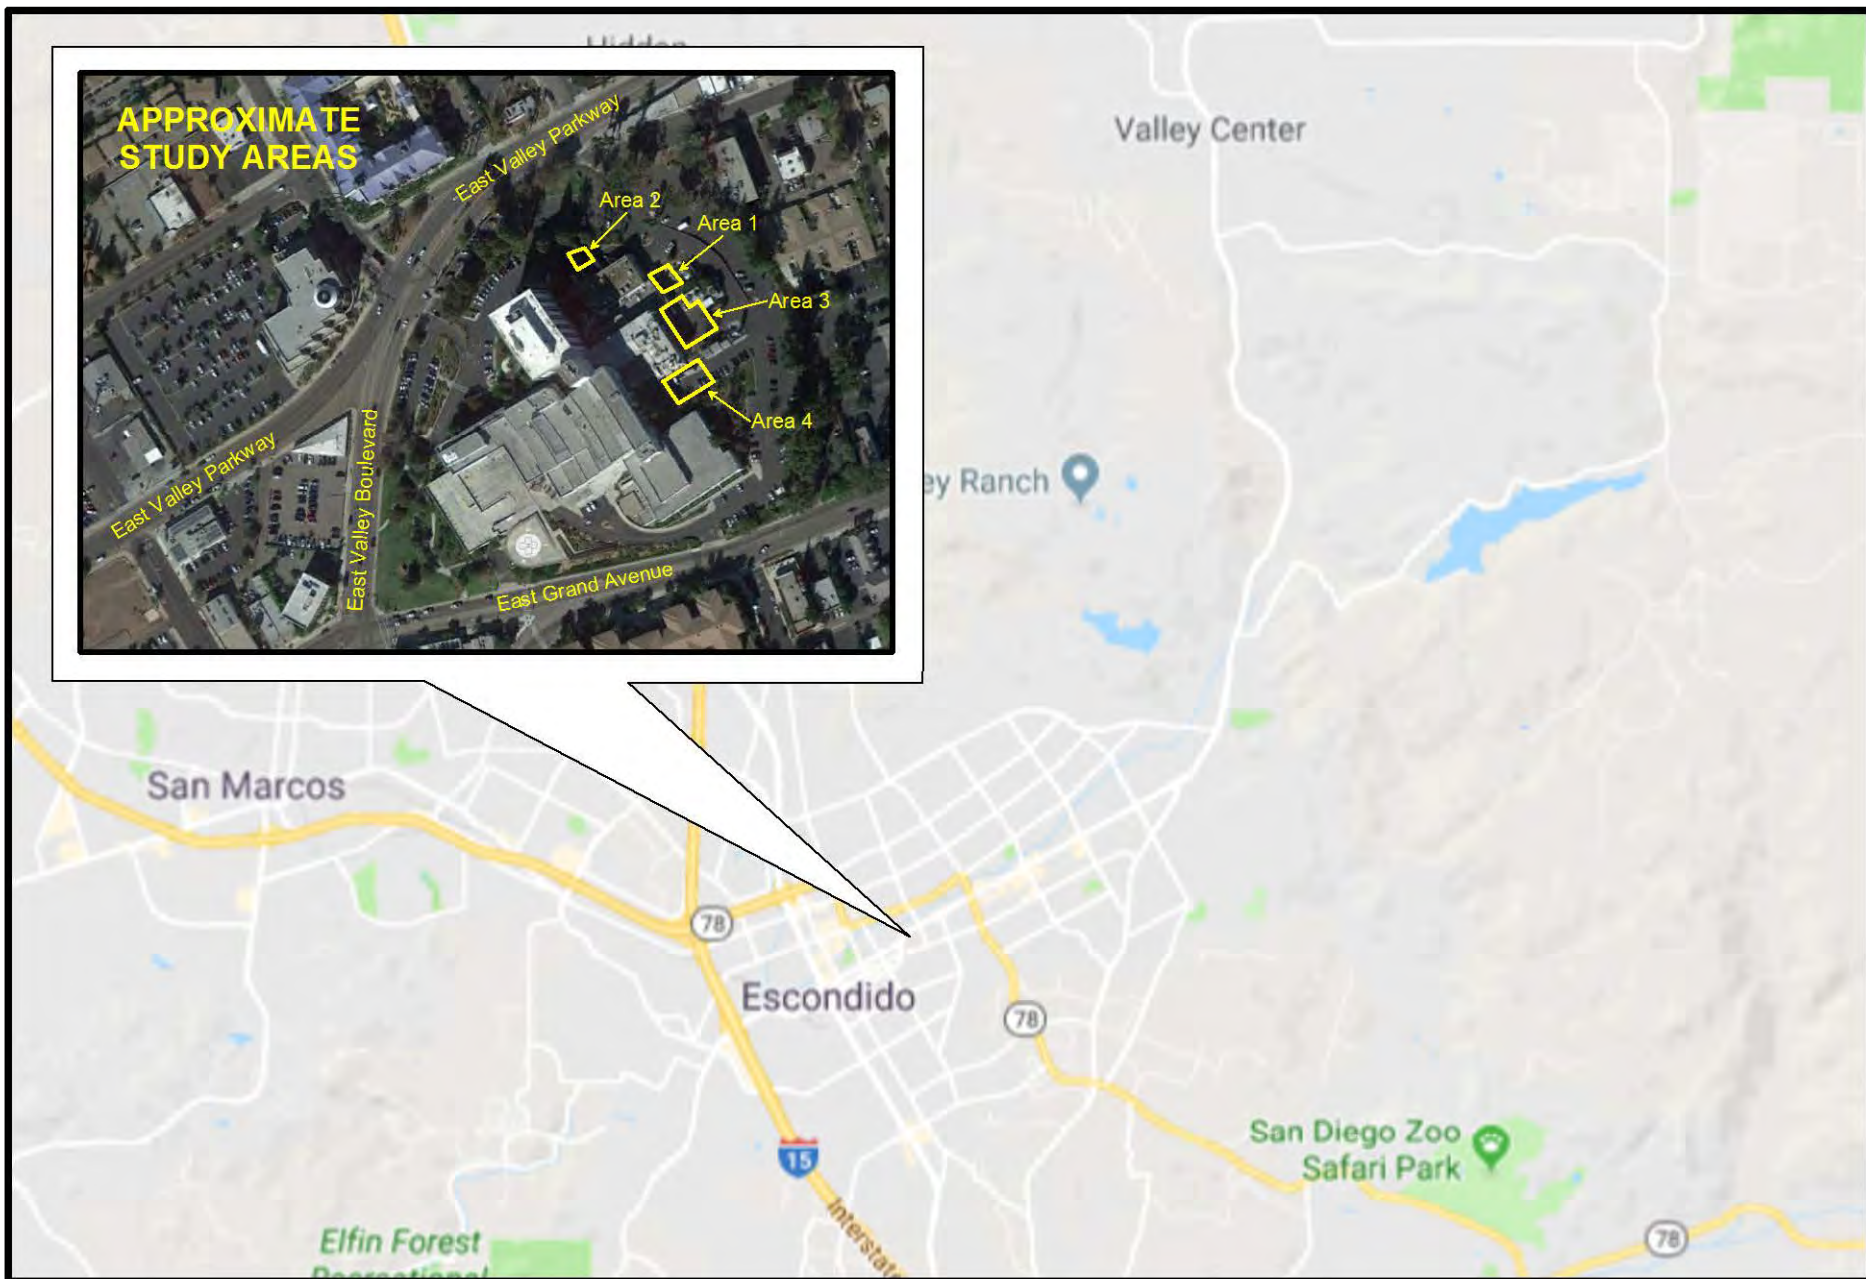 Hidden
APPROXIMATE
STUDY AREAS
East Valley Parkway
Area 2
Area 1
Area 3
Area 4
East Valley Parkway
East Valley Boulevard
East Grand Avenue
Valley Center
ey Ranch
San Marcos
78
Escondido
78
15
Interstate
San Diego Zoo
Safari Park
78
Elfin Forest
Recreational